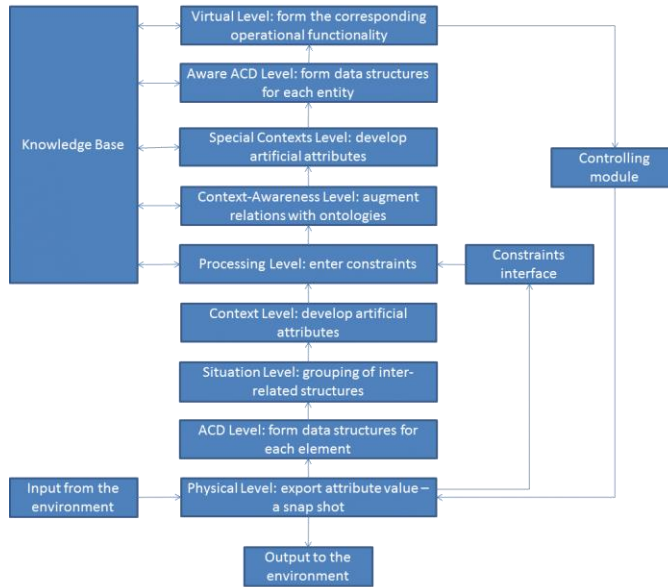 Virtual Level: form the corresponding
operational functionality
Aware ACD Level: form data structures
for each entity
Knowledge Base
Special Contexts Level: develop
artificial attributes
Controlling
module
Context-Awareness Level: augment
relations with ontologies
Processing Level: enter constraints
Constraints
interface
Context Level: develop artificial
attributes
Situation Level: grouping of inter-
related structures
ACD Level: form data structures for
each element
Input from the
environment
Physical Level: export attribute value –
a snap shot
Output to the
environment